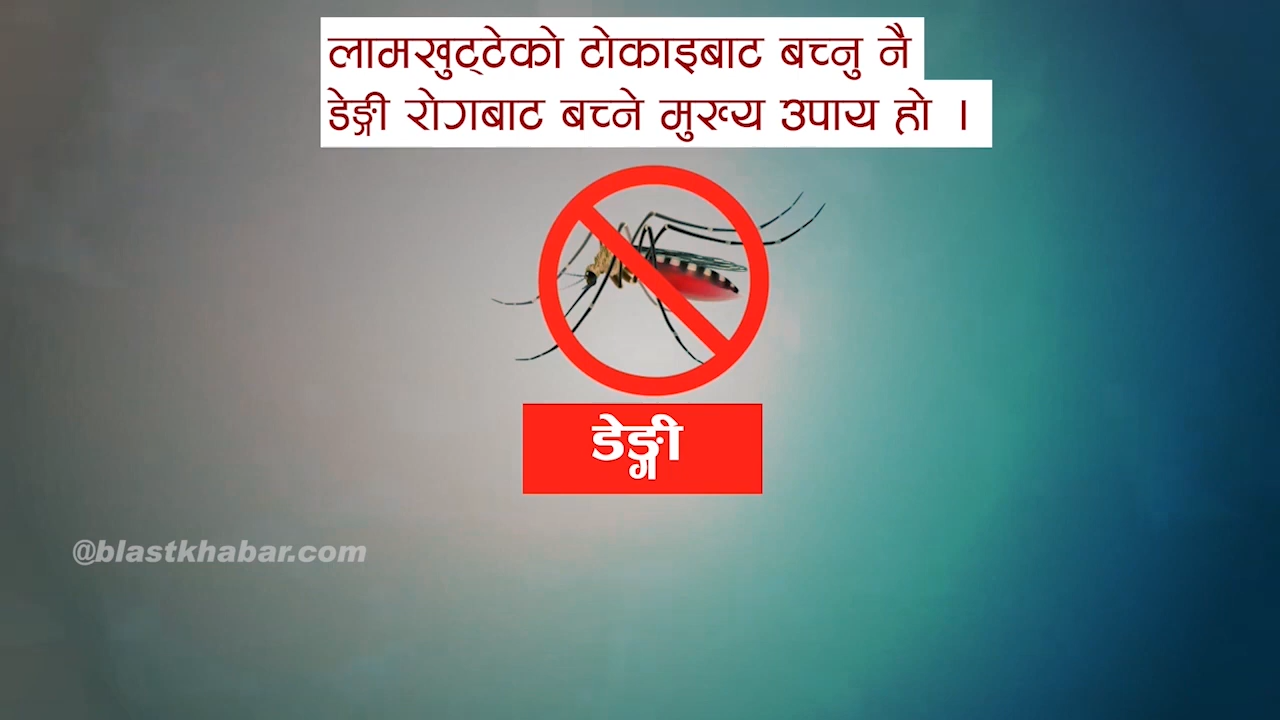 लामखुट्टेको टोकाइबाट बच्नु नै
डेङ्गी रोगबाट बच्ने मुख्य उपाय हो ।
डेङ्गी
@blastkhabar.com